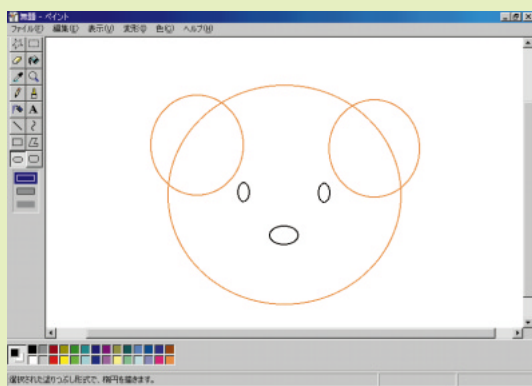 無題 - ペイント
ファイル(F) 編集(E) 表示(V) 変形(I) 色(C) ヘルプ(H)
A
選択された塗りつぶし形式で、楕円を描きます。